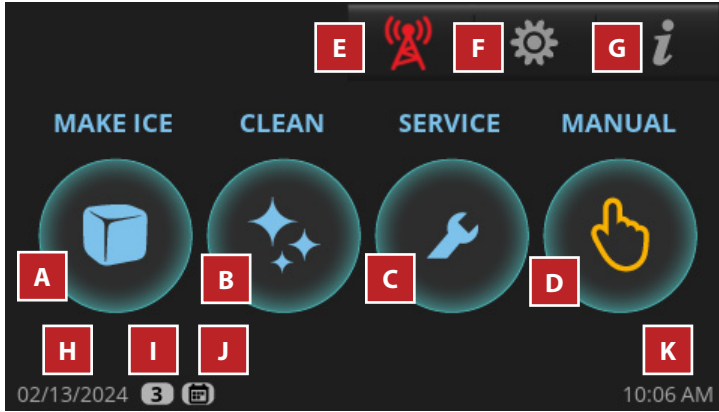 E F G i
MAKE ICE CLEAN SERVICE MANUAL
A B C D
H I J K
02/13/2024 3 10:06 AM